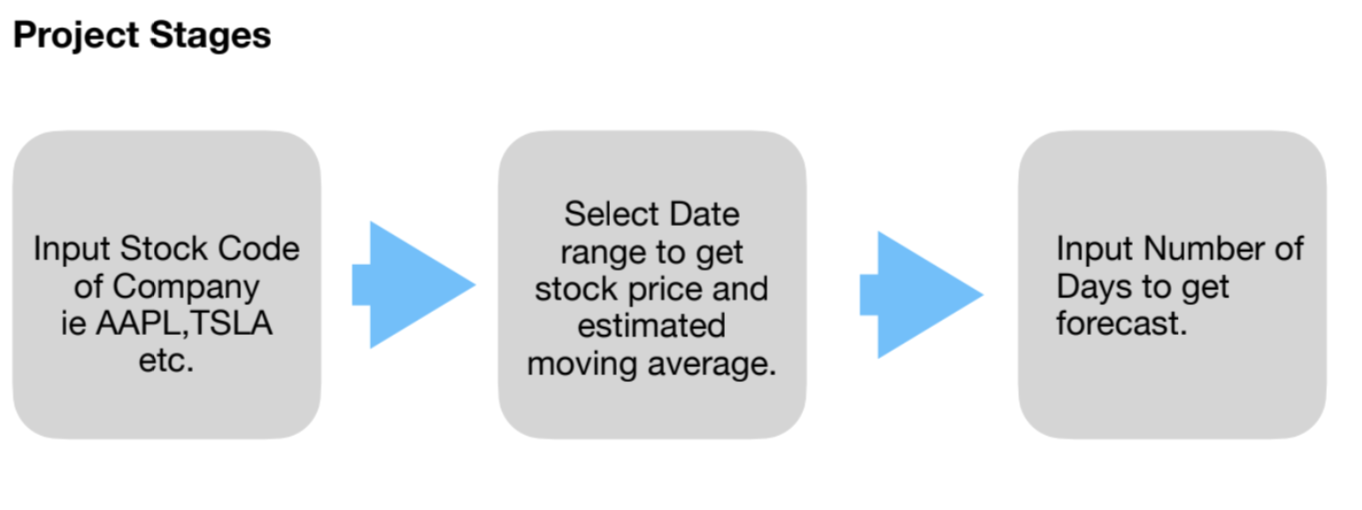 Project Stages
Input Stock Code
of Company
ie AAPL,TSLA
etc.
Select Date
range to get
stock price and
estimated
moving average.
Input Number of
Days to get
forecast.